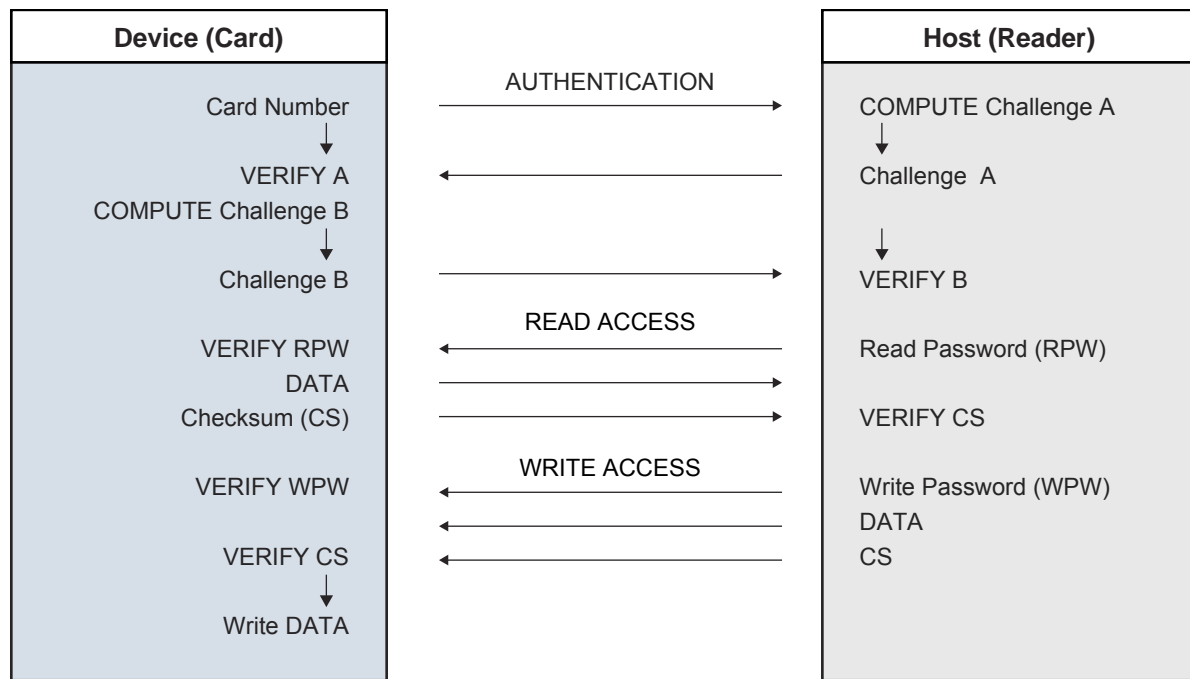 Device (Card)
Host (Reader)
AUTHENTICATION
Card Number
COMPUTE Challenge A
VERIFY A
Challenge A
COMPUTE Challenge B
Challenge B
VERIFY B
READ ACCESS
VERIFY RPW
Read Password (RPW)
DATA
Checksum (CS)
VERIFY CS
WRITE ACCESS
VERIFY WPW
Write Password (WPW)
DATA
VERIFY CS
CS
Write DATA